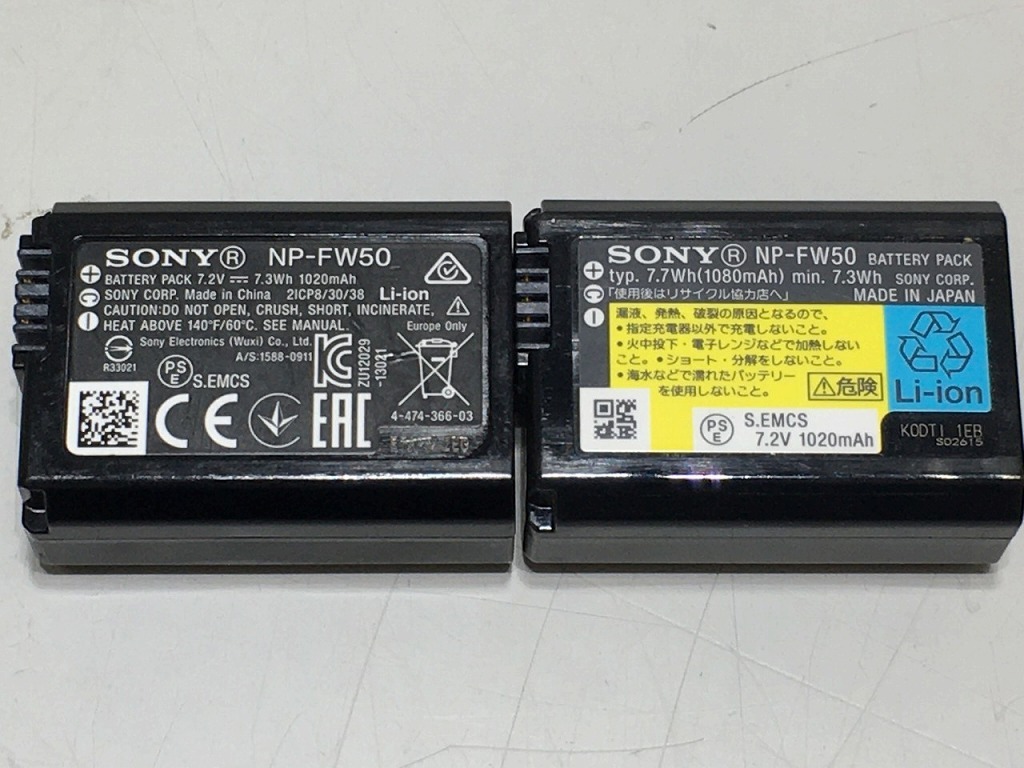 SONY® NP-FW50
BATTERY PACK 7.2V ⎓ 7.3Wh 1020mAh
SONY CORP. Made in China 2ICP8/30/38 Li-ion
CAUTION:DO NOT OPEN, CRUSH, SHORT, INCINERATE,
HEAT ABOVE 140°F/60°C. SEE MANUAL.
Europe Only
Sony Electronics (Wuxi) Co., Ltd.
A/S:1588-0911
R33021
PSE S.EMCS
ZU12029
-13021
CE EAC
4-474-366-03
SONY® NP-FW50 BATTERY PACK
typ. 7.7Wh(1080mAh) min. 7.3Wh SONY CORP.
「使用後はリサイクル協力店へ」 MADE IN JAPAN
漏液、発熱、破裂の原因となるので、
•指定充電器以外で充電しないこと。
•火中投下・電子レンジなどで加熱しない
こと。•ショート・分解をしないこと。
•海水などで濡れたバッテリー
を使用しないこと。
⚠危険
Li-ion
PSE S.EMCS
7.2V 1020mAh
KODTI 1EB
S02615